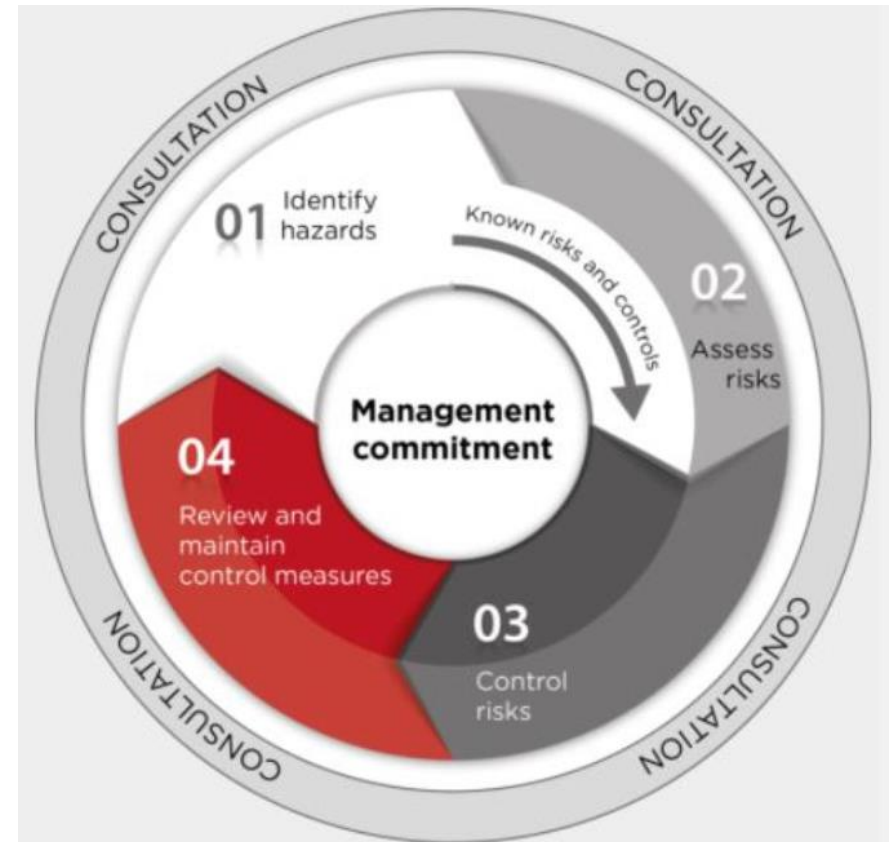 CONSULTATION
CONSULTATION
01
Identify
hazards
Known risks and controls
02
Assess
risks
Management
commitment
04
Review and
maintain
control measures
03
Control
risks
CONSULTATION
CONSULTATION